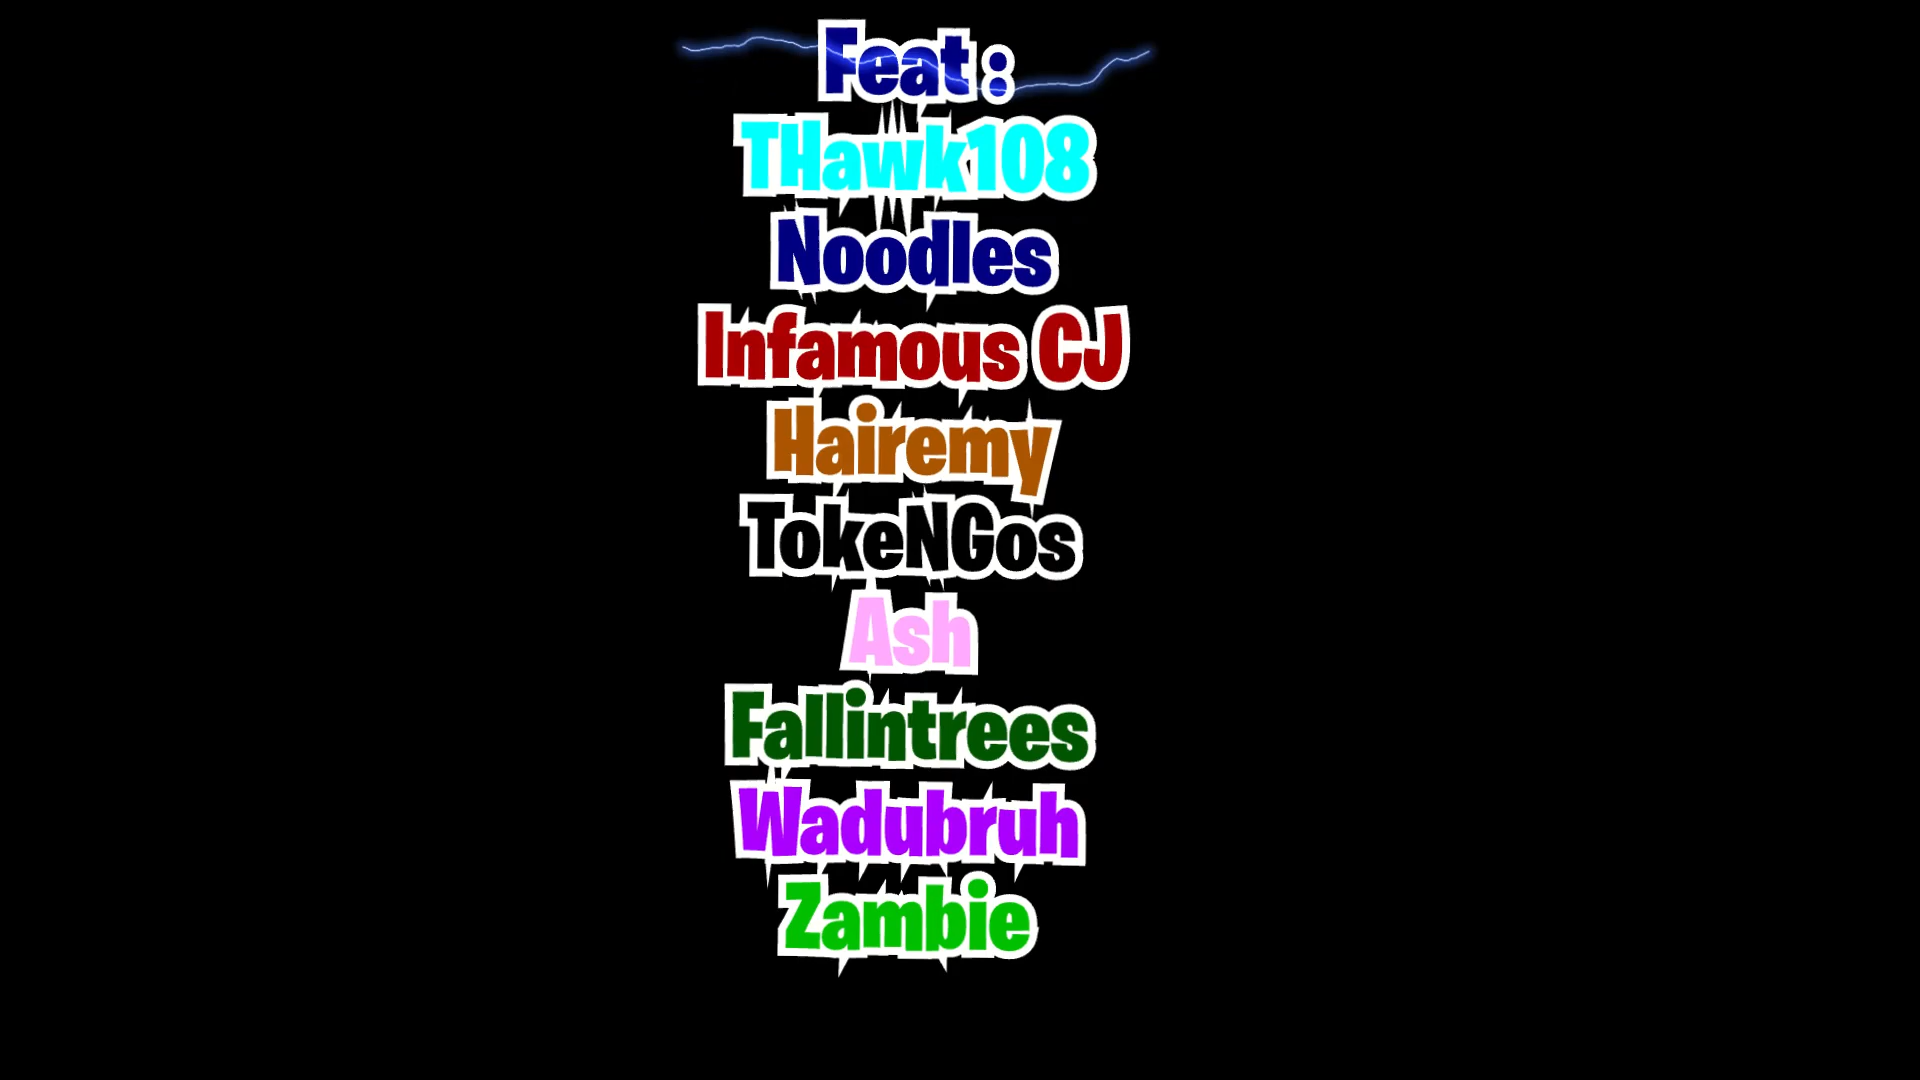 Feat :
THawk108
Noodles
Infamous CJ
Hairemy
TokeNGos
Ash
Fallintrees
Wadubruh
Zambie